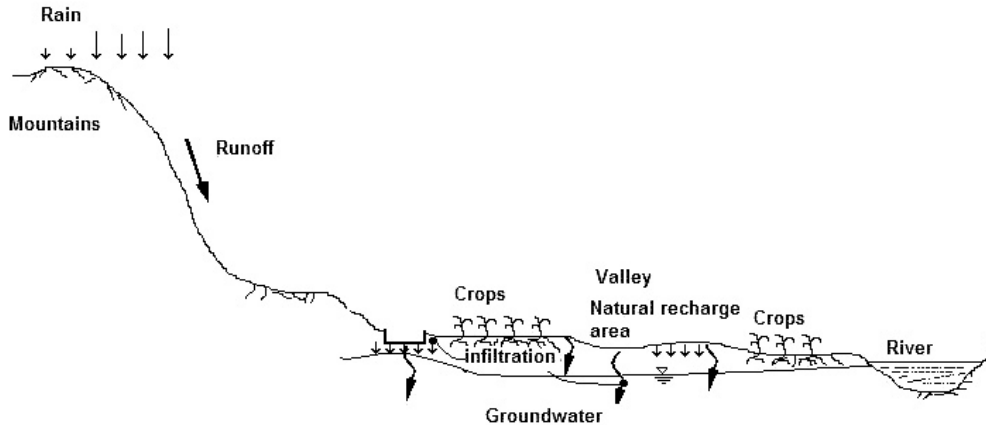 Rain
Mountains
Runoff
Valley
Crops
Natural recharge
area
Crops
River
infiltration
Groundwater